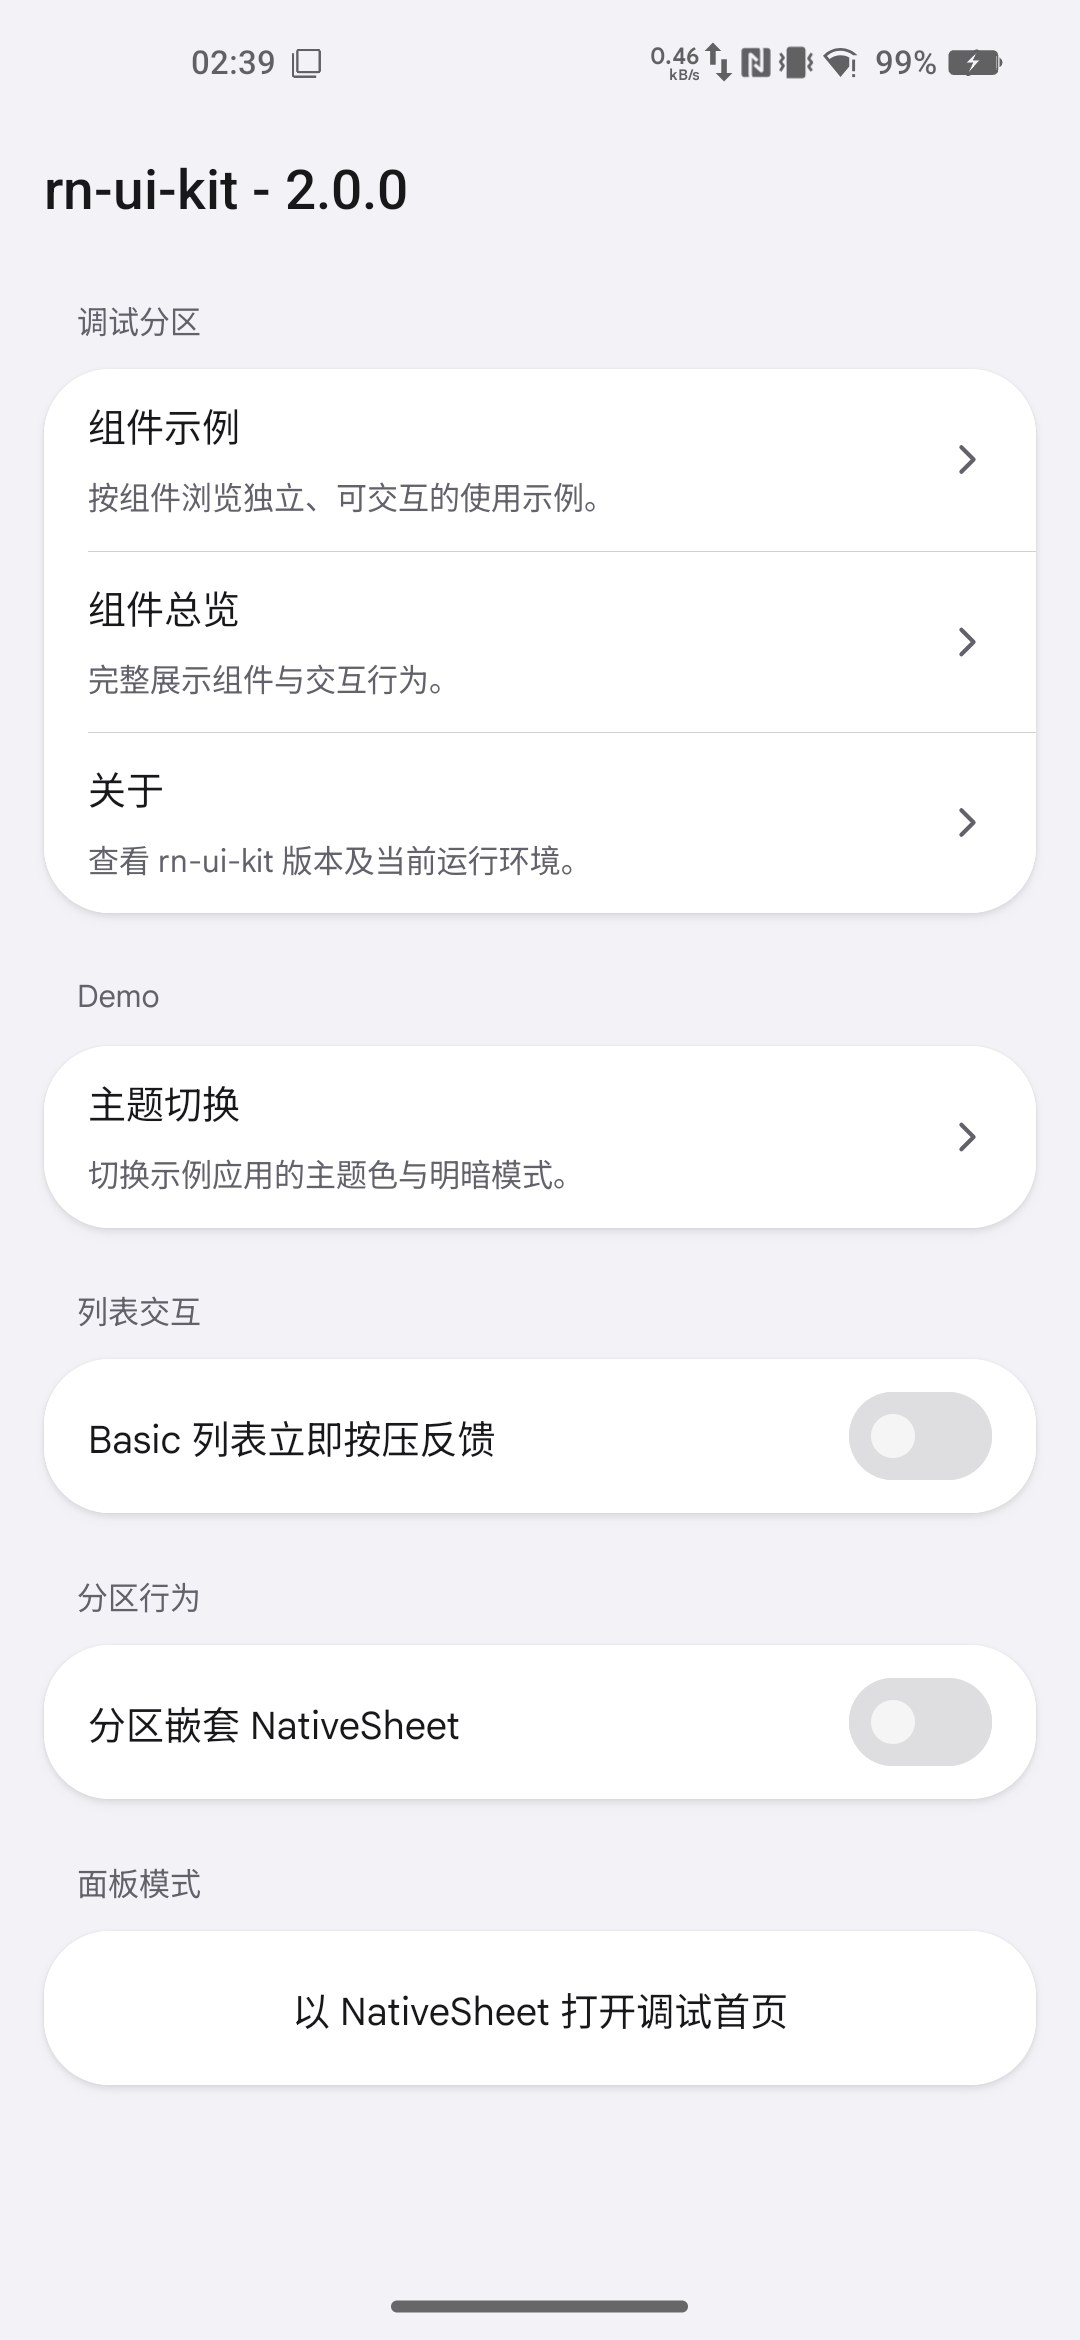 02:39
0.46 kB/s
99%
rn-ui-kit - 2.0.0
调试分区
组件示例
按组件浏览独立、可交互的使用示例。
组件总览
完整展示组件与交互行为。
关于
查看 rn-ui-kit 版本及当前运行环境。
Demo
主题切换
切换示例应用的主题色与明暗模式。
列表交互
Basic 列表立即按压反馈
分区行为
分区嵌套 NativeSheet
面板模式
以 NativeSheet 打开调试首页